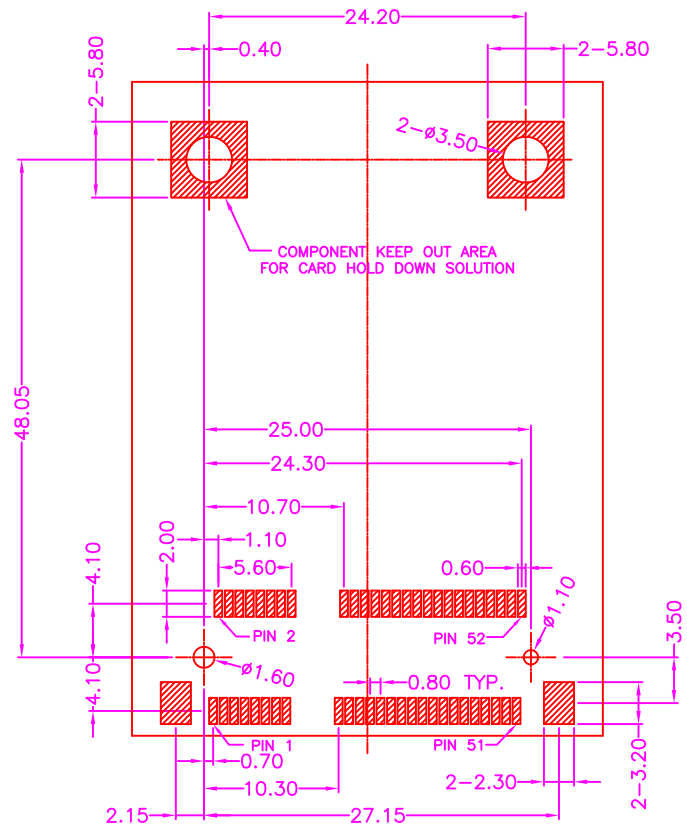 24.20
0.40
2-5.80
2-5.80
2-ø3.50
COMPONENT KEEP OUT AREA
FOR CARD HOLD DOWN SOLUTION
48.05
25.00
24.30
10.70
2.00
1.10
4.10
5.60
0.60
ø1.10
PIN 2
PIN 52
3.50
ø1.60
4.10
0.80 TYP.
PIN 1
PIN 51
0.70
2-3.20
10.30
2-2.30
2.15
27.15